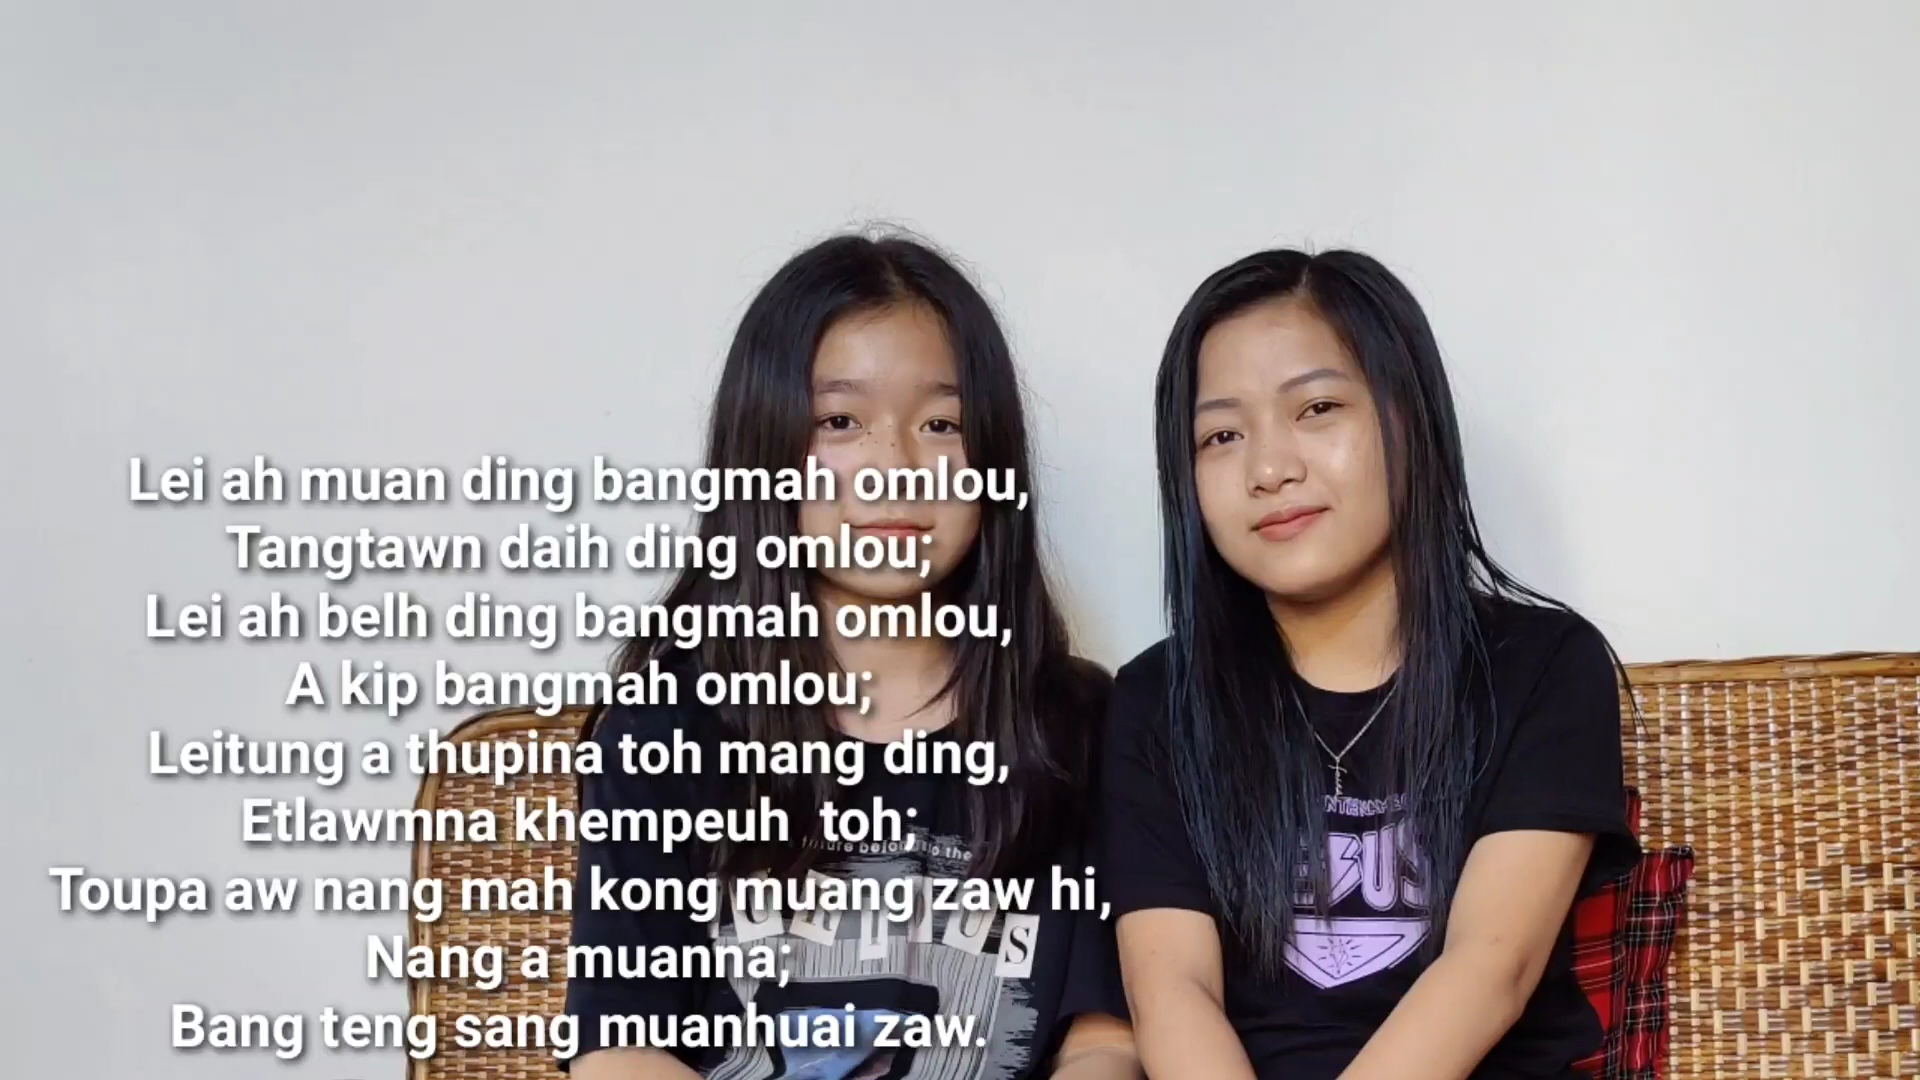 Lei ah muan ding bangmah omlou,
Tangtawn daih ding omlou;
Lei ah belh ding bangmah omlou,
A kip bangmah omlou;
Leitung a thupina toh mang ding,
Etlawmna khempeuh toh;
Toupa aw nang mah kong muang zaw hi,
Nang a muanna;
Bang teng sang muanhuai zaw.
to the
S